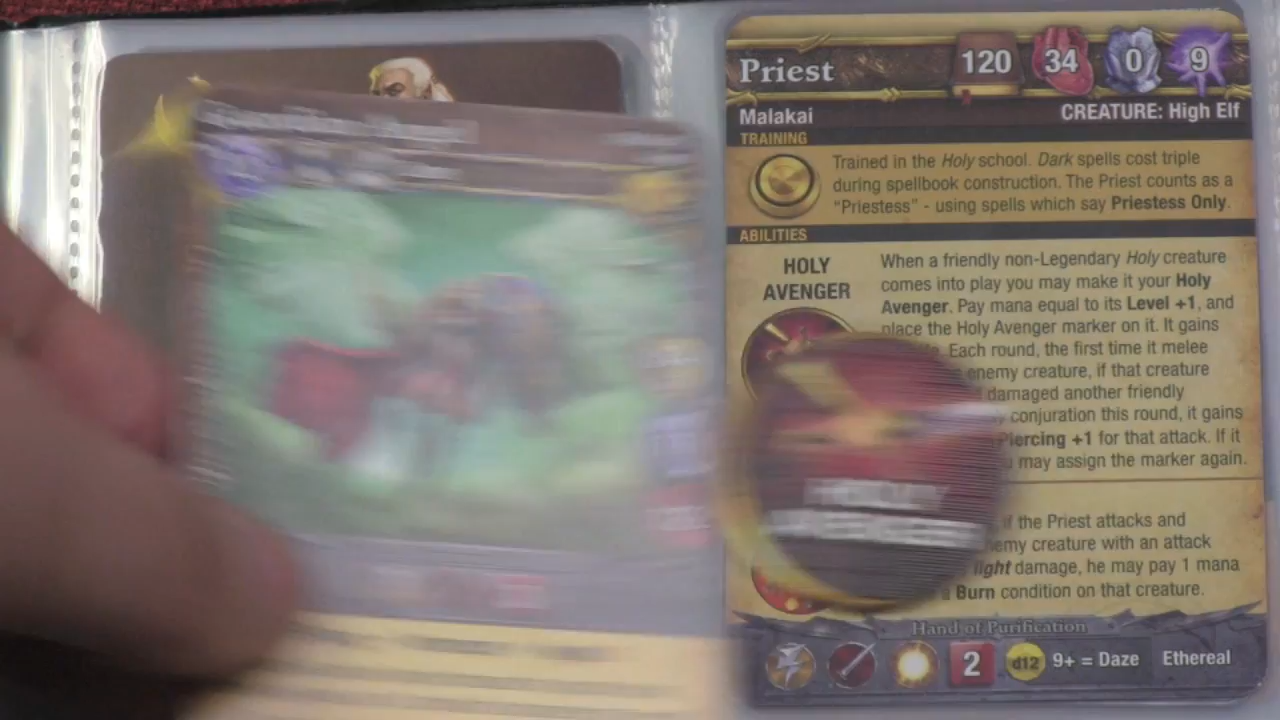 Priest
120
34
0
9
Malakai
CREATURE: High Elf
TRAINING
Trained in the Holy school. Dark spells cost triple
during spellbook construction. The Priest counts as a
"Priestess" - using spells which say Priestess Only.
ABILITIES
HOLY
AVENGER
When a friendly non-Legendary Holy creature
comes into play you may make it your Holy
Avenger. Pay mana equal to its Level +1, and
place the Holy Avenger marker on it. It gains
Each round, the first time it melee
enemy creature, if that creature
damaged another friendly
conjuration this round, it gains
Piercing +1 for that attack. If it
may assign the marker again.
HOLY
AVENGER
if the Priest attacks and
enemy creature with an attack
light damage, he may pay 1 mana
a Burn condition on that creature.
Hand of Purification
2
d12
9+ = Daze
Ethereal